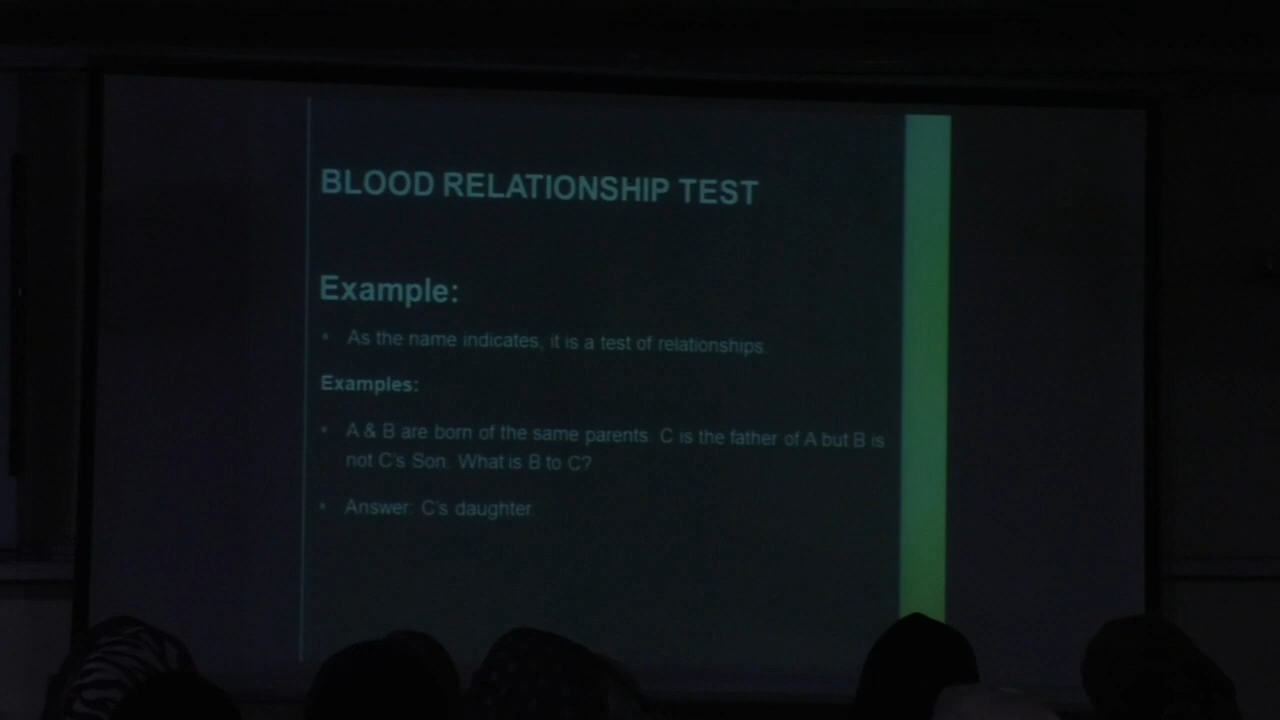 BLOOD RELATIONSHIP TEST
Example:
• As the name indicates, it is a test of relationships.
Examples:
• A & B are born of the same parents. C is the father of A but B is
not C's Son. What is B to C?
• Answer: C's daughter.